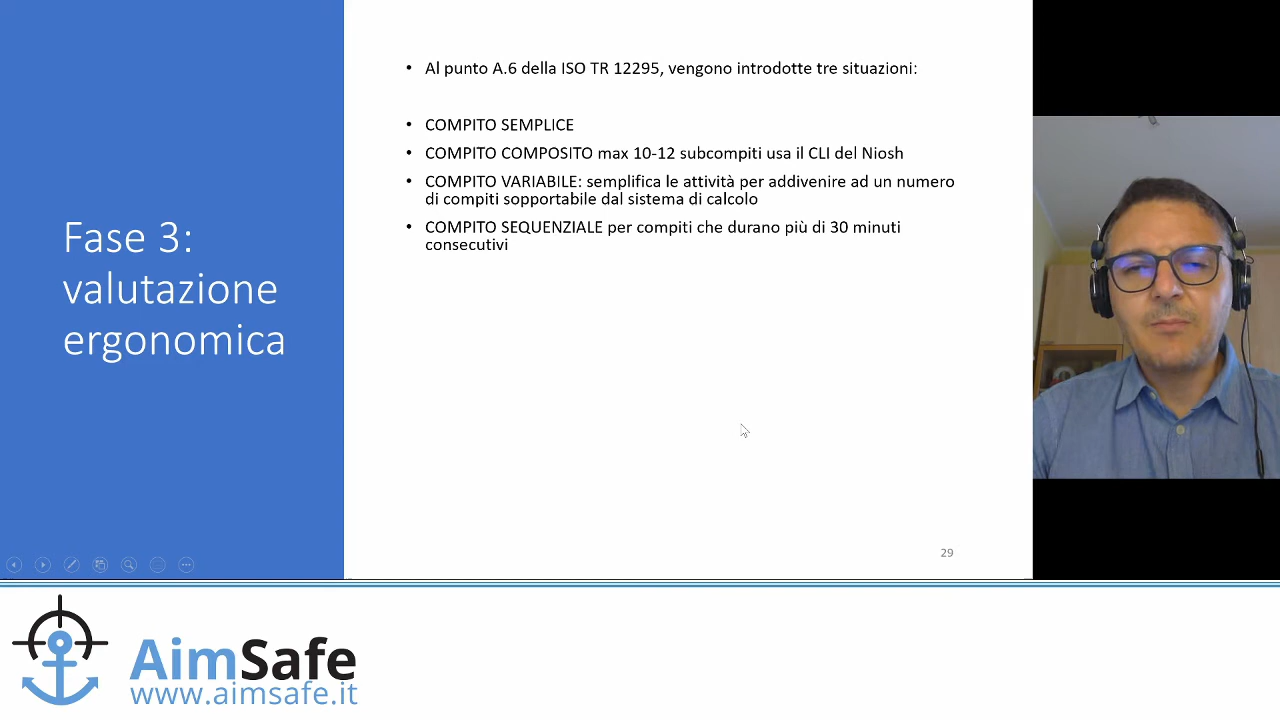 Fase 3:
valutazione
ergonomica
• Al punto A.6 della ISO TR 12295, vengono introdotte tre situazioni:
• COMPITO SEMPLICE
• COMPITO COMPOSITO max 10-12 subcompiti usa il CLI del Niosh
• COMPITO VARIABILE: semplifica le attività per addivenire ad un numero
di compiti sopportabile dal sistema di calcolo
• COMPITO SEQUENZIALE per compiti che durano più di 30 minuti
consecutivi
29
AimSafe
www.aimsafe.it